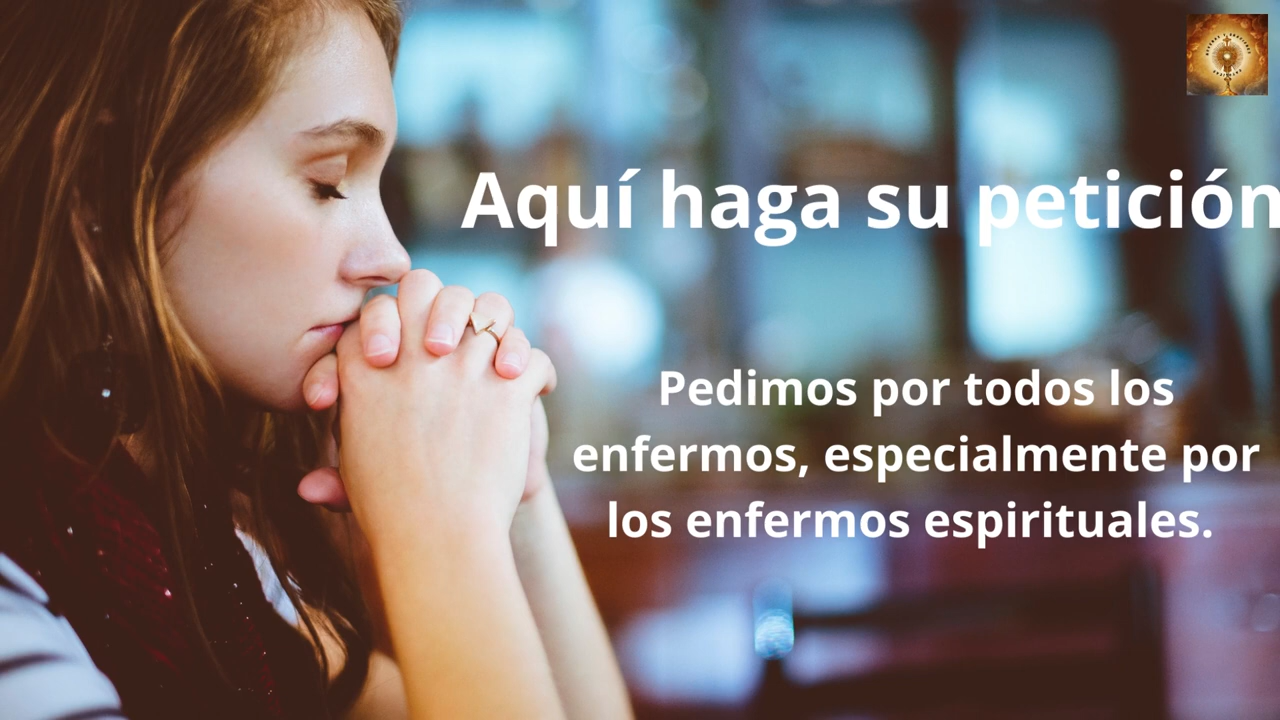 Aquí haga su petición
Pedimos por todos los
enfermos, especialmente por
los enfermos espirituales.